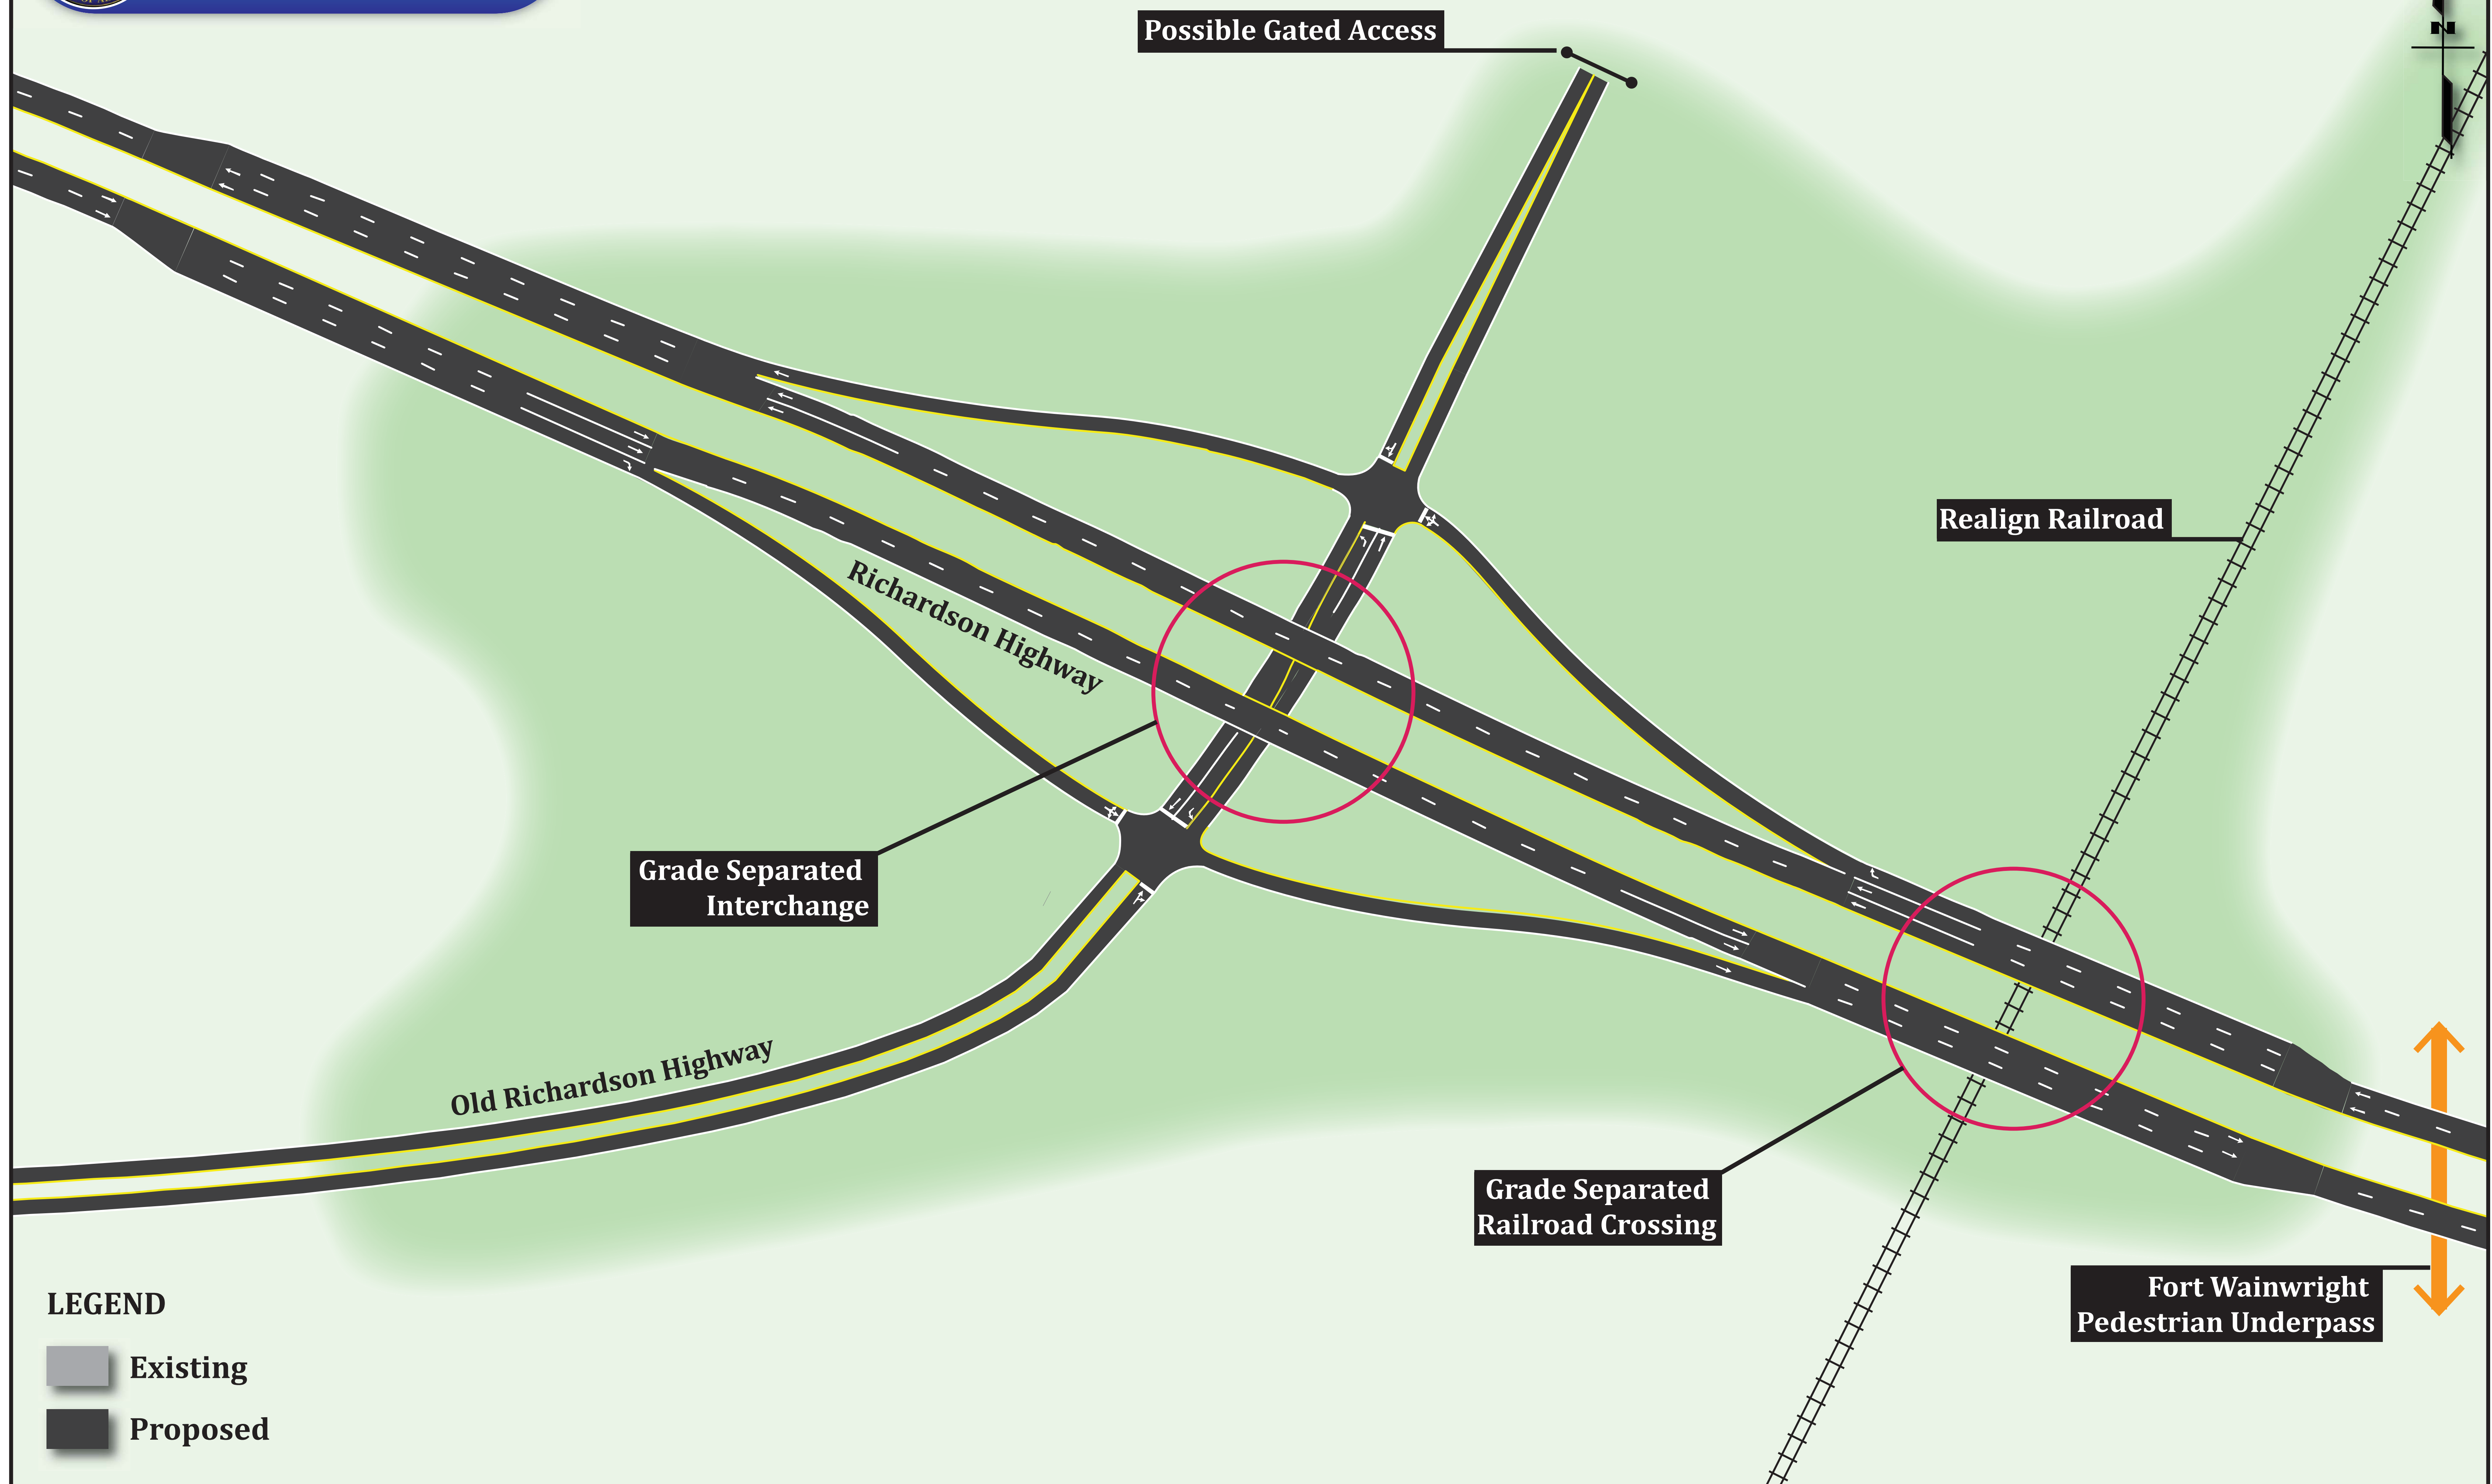 Possible Gated Access
N
Realign Railroad
Richardson Highway
Grade Separated
Interchange
Old Richardson Highway
Grade Separated
Railroad Crossing
Fort Wainwright
Pedestrian Underpass
LEGEND
Existing
Proposed